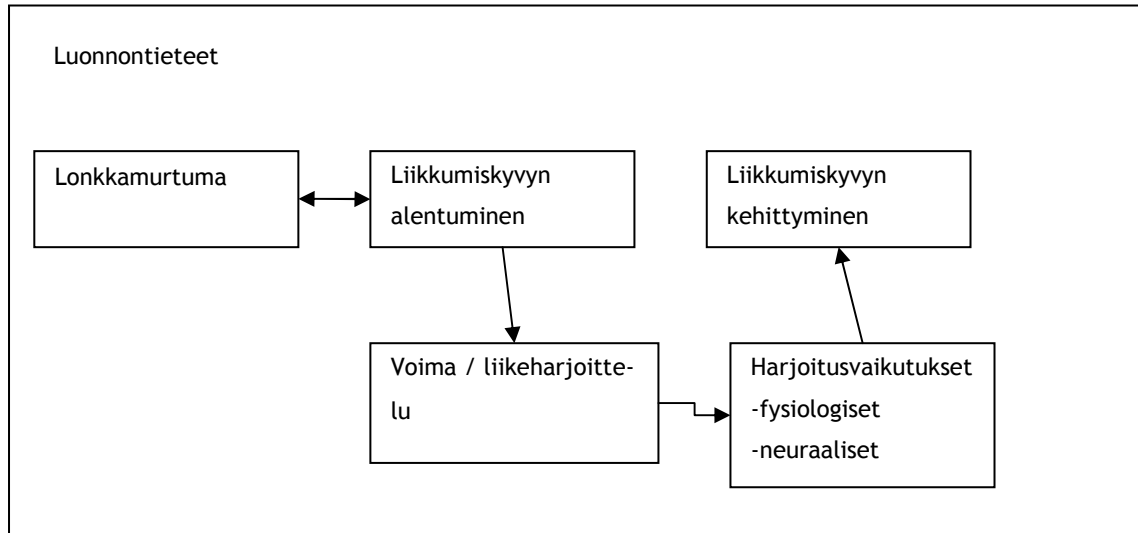 Luonnontieteet
Lonkkamurtuma
Liikkumiskyvyn
alentuminen
Liikkumiskyvyn
kehittyminen
Voima / liikeharjoitte-
lu
Harjoitusvaikutukset
-fysiologiset
-neuraaliset